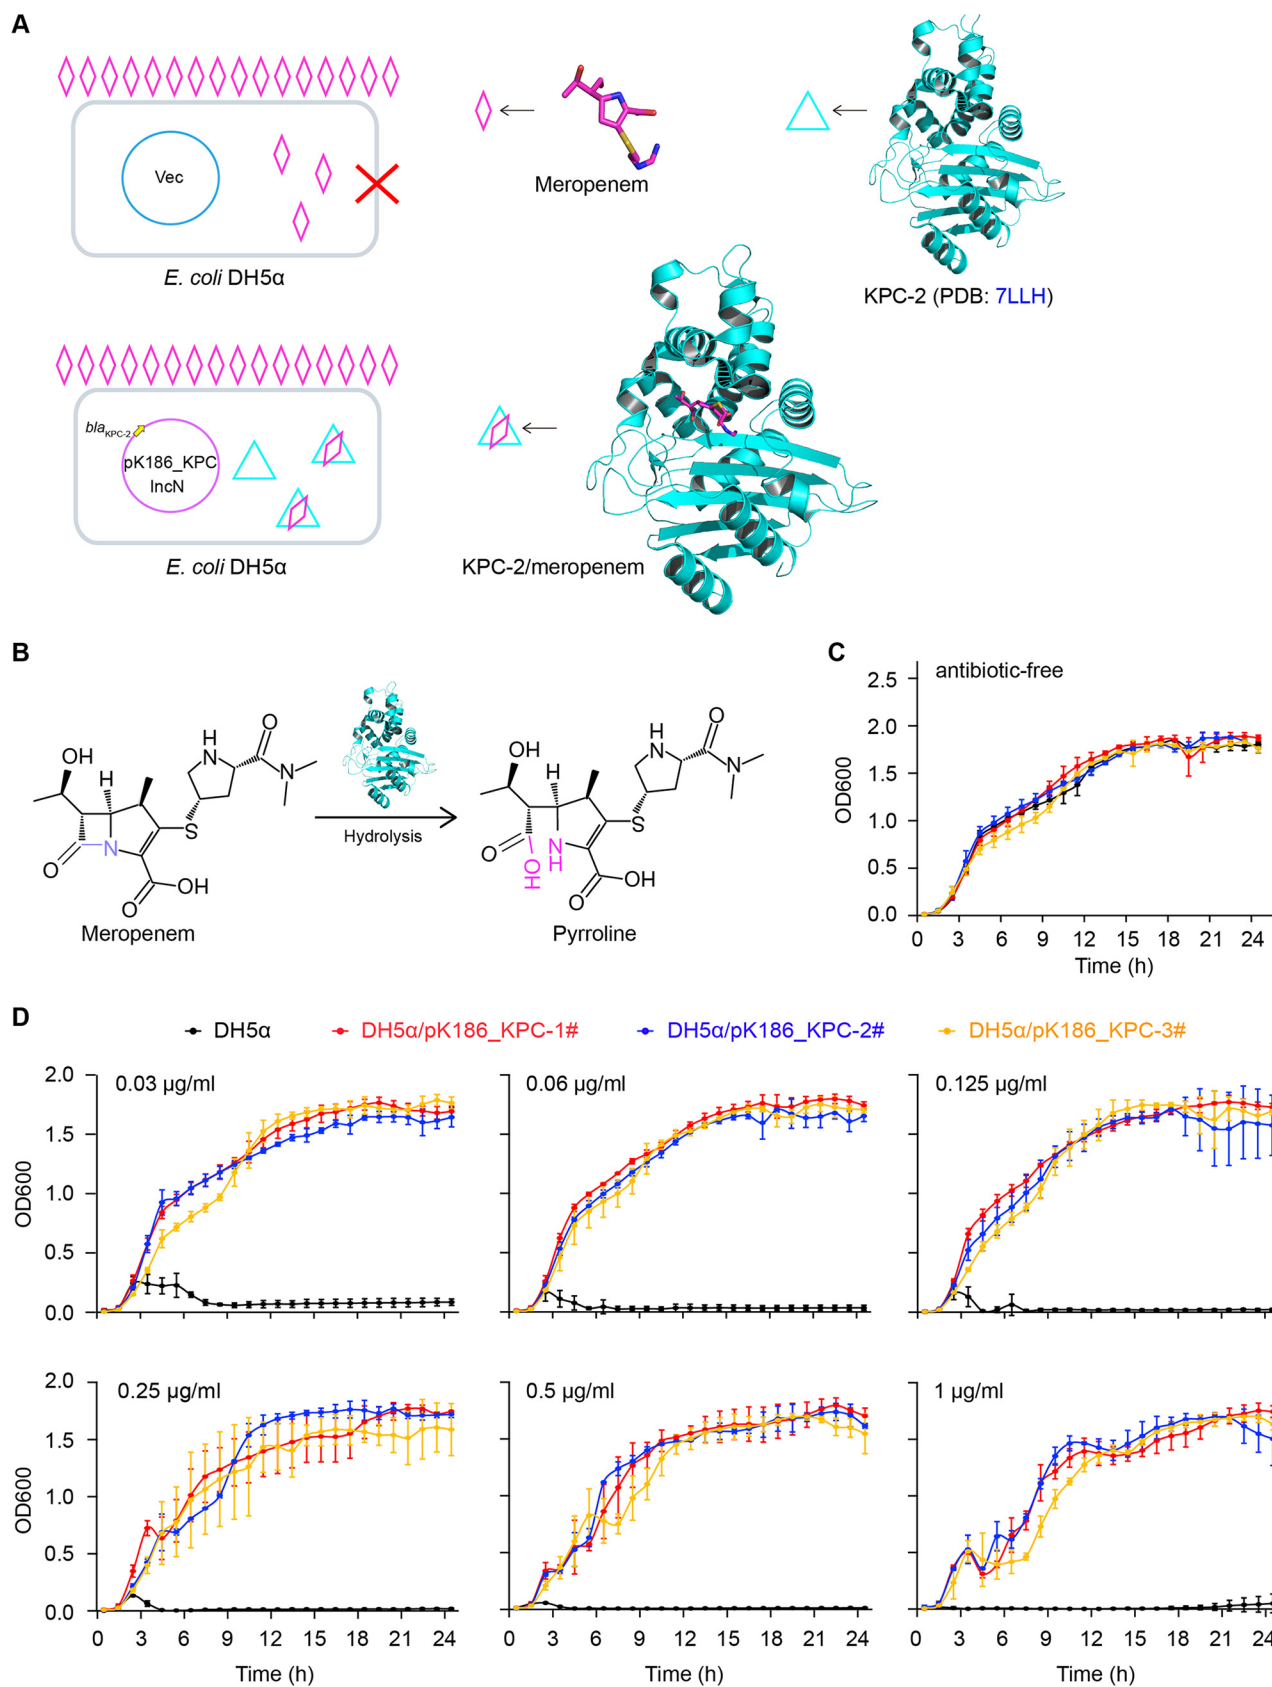 A
Vec
E. coli DH5α
Meropenem
KPC-2 (PDB: 7LLH)
blaKPC-2
pK186_KPC
IncN
E. coli DH5α
KPC-2/meropenem
B
OH
H
H
N
O
N
S
O
N
OH
O
Meropenem
Hydrolysis
OH
H
H
N
O
N
S
O
OH
N
H
OH
O
Pyrroline
C
antibiotic-free
2.5
2.0
1.5
1.0
0.5
0.0
OD600
0 3 6 9 12 15 18 21 24
Time (h)
D
DH5α DH5α/pK186_KPC-1# DH5α/pK186_KPC-2# DH5α/pK186_KPC-3#
0.03 µg/ml
2.0
1.5
1.0
0.5
0.0
OD600
0.06 µg/ml
0.125 µg/ml
0.25 µg/ml
2.0
1.5
1.0
0.5
0.0
OD600
0 3 6 9 12 15 18 21 24
Time (h)
0.5 µg/ml
0 3 6 9 12 15 18 21 24
Time (h)
1 µg/ml
0 3 6 9 12 15 18 21 24
Time (h)